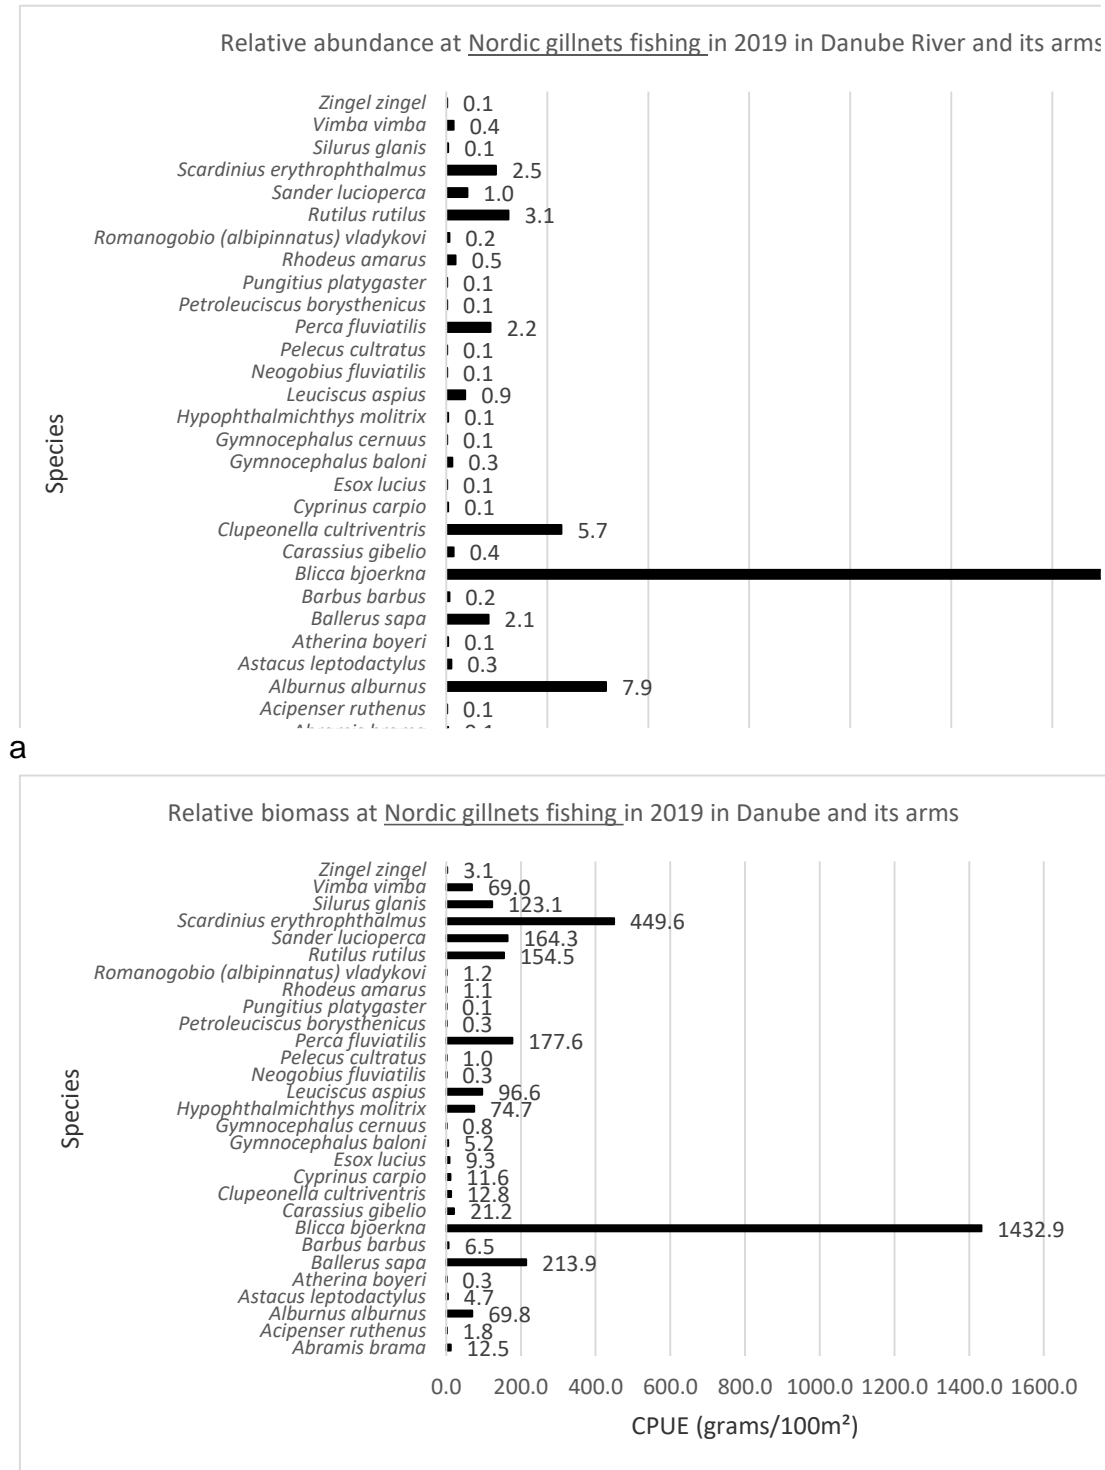 Relative abundance at Nordic gillnets fishing in 2019 in Danube River and its arms
Species
Zingel zingel 0.1
Vimba vimba 0.4
Silurus glanis 0.1
Scardinius erythrophthalmus 2.5
Sander lucioperca 1.0
Rutilus rutilus 3.1
Romanogobio (albipinnatus) vladykovi 0.2
Rhodeus amarus 0.5
Pungitius platygaster 0.1
Petroleuciscus borysthenicus 0.1
Perca fluviatilis 2.2
Pelecus cultratus 0.1
Neogobius fluviatilis 0.1
Leuciscus aspius 0.9
Hypophthalmichthys molitrix 0.1
Gymnocephalus cernuus 0.1
Gymnocephalus baloni 0.3
Esox lucius 0.1
Cyprinus carpio 0.1
Clupeonella cultriventris 5.7
Carassius gibelio 0.4
Blicca bjoerkna
Barbus barbus 0.2
Ballerus sapa 2.1
Atherina boyeri 0.1
Astacus leptodactylus 0.3
Alburnus alburnus 7.9
Acipenser ruthenus 0.1
a
Relative biomass at Nordic gillnets fishing in 2019 in Danube and its arms
Species
Zingel zingel 3.1
Vimba vimba 69.0
Silurus glanis 123.1
Scardinius erythrophthalmus 449.6
Sander lucioperca 164.3
Rutilus rutilus 154.5
Romanogobio (albipinnatus) vladykovi 1.2
Rhodeus amarus 1.1
Pungitius platygaster 0.1
Petroleuciscus borysthenicus 0.3
Perca fluviatilis 177.6
Pelecus cultratus 1.0
Neogobius fluviatilis 0.3
Leuciscus aspius 96.6
Hypophthalmichthys molitrix 74.7
Gymnocephalus cernuus 0.8
Gymnocephalus baloni 5.2
Esox lucius 9.3
Cyprinus carpio 11.6
Clupeonella cultriventris 12.8
Carassius gibelio 21.2
Blicca bjoerkna 1432.9
Barbus barbus 6.5
Ballerus sapa 213.9
Atherina boyeri 0.3
Astacus leptodactylus 4.7
Alburnus alburnus 69.8
Acipenser ruthenus 1.8
Abramis brama 12.5
0.0 200.0 400.0 600.0 800.0 1000.0 1200.0 1400.0 1600.0
CPUE (grams/100m²)